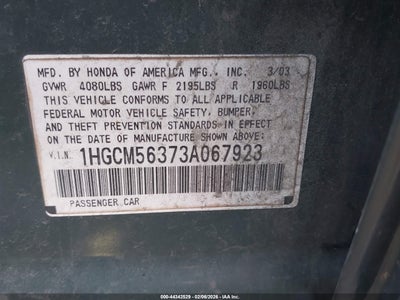 MFD. BY HONDA OF AMERICA MFG., INC. 3/03
GVWR 4080LBS GAWR F 2195LBS R 1960LBS
THIS VEHICLE CONFORMS TO ALL APPLICABLE
FEDERAL MOTOR VEHICLE SAFETY, BUMPER,
AND THEFT PREVENTION STANDARDS IN EFFECT
ON THE DATE OF MANUFACTURE SHOWN ABOVE.
V.I.N. 1HGCM56373A067923
PASSENGER CAR
Owner: 44342529 - 02/06/2026 - IAA Inc.